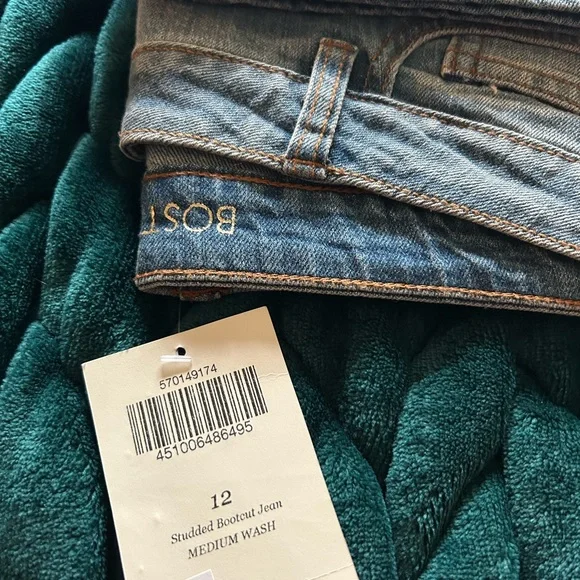 BOST
570149174
451006486495
12
Studded Bootcut Jean
MEDIUM WASH